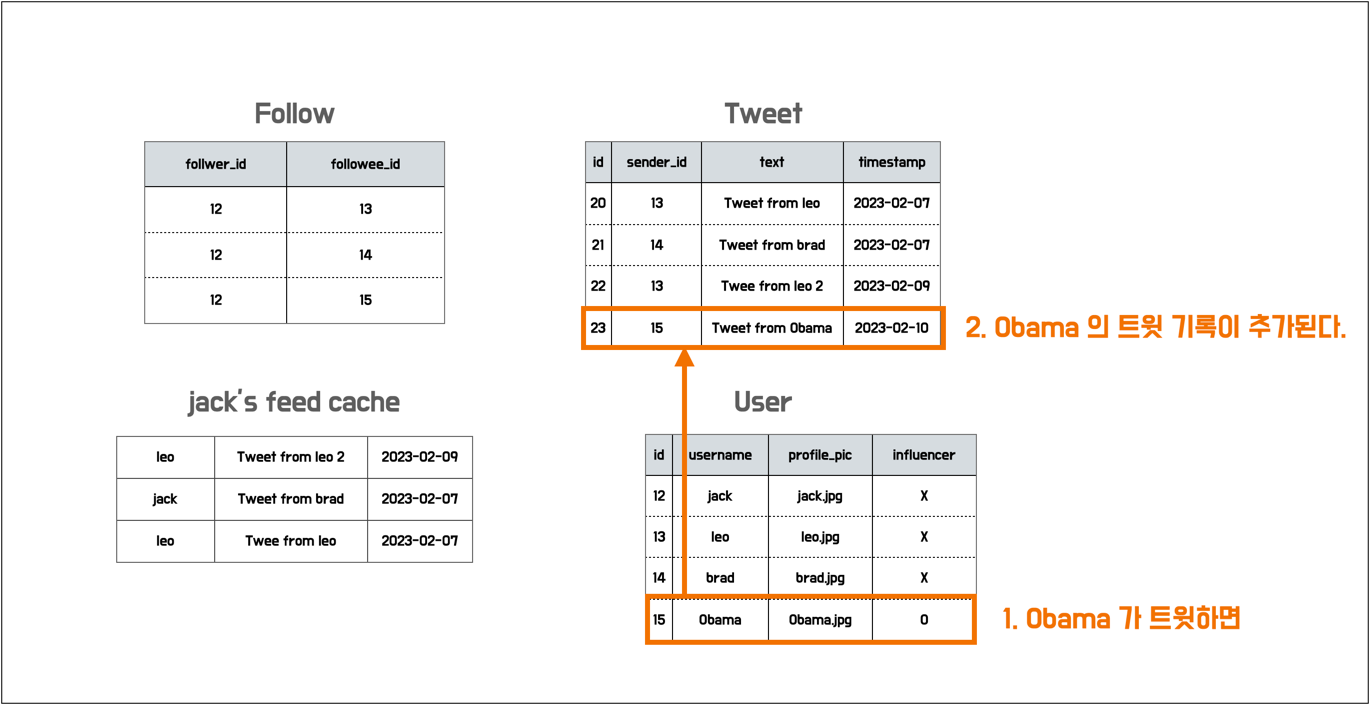 Follow
follwer_id followee_id
12 13
12 14
12 15
Tweet
id sender_id text timestamp
20 13 Tweet from leo 2023-02-07
21 14 Tweet from brad 2023-02-07
22 13 Twee from leo 2 2023-02-09
23 15 Tweet from Obama 2023-02-10
2. Obama 의 트윗 기록이 추가된다.
jack's feed cache
leo Tweet from leo 2 2023-02-09
jack Tweet from brad 2023-02-07
leo Twee from leo 2023-02-07
User
id username profile_pic influencer
12 jack jack.jpg X
13 leo leo.jpg X
14 brad brad.jpg X
15 Obama Obama.jpg O
1. Obama 가 트윗하면